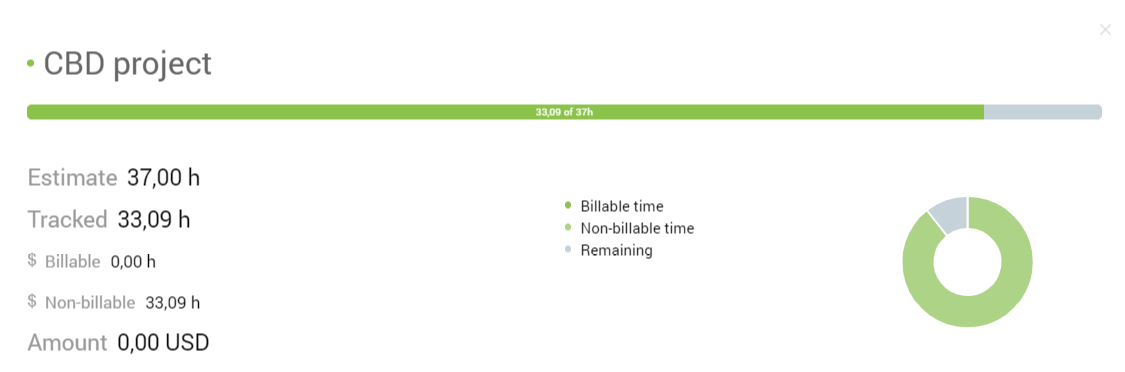 CBD project
33,09 of 37h
Estimate 37,00 h
Tracked 33,09 h
$ Billable 0,00 h
$ Non-billable 33,09 h
Amount 0,00 USD
Billable time
Non-billable time
Remaining